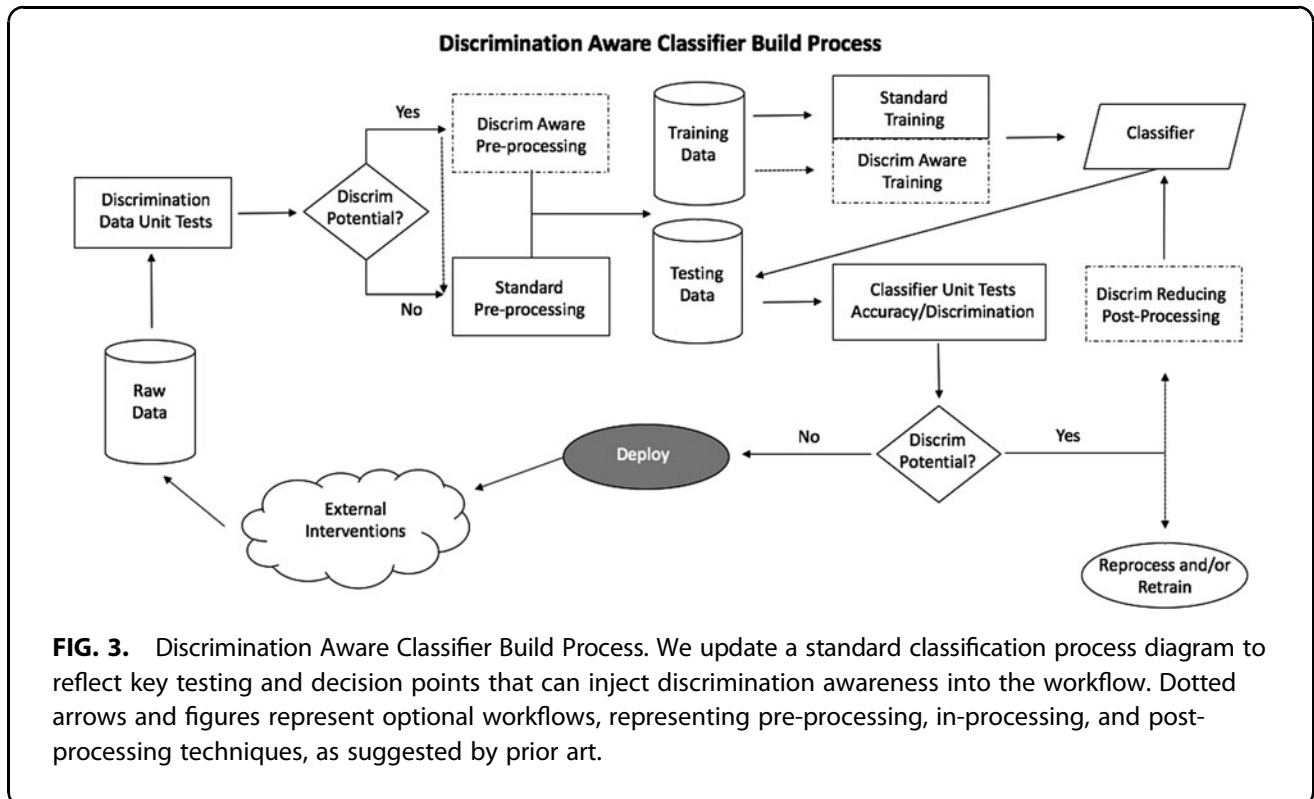 Discrimination Aware Classifier Build Process
Yes
Discrim Aware
Pre-processing
Training
Data
Standard
Training
Discrim Aware
Training
Classifier
Discrimination
Data Unit Tests
Discrim
Potential?
No
Standard
Pre-processing
Testing
Data
Classifier Unit Tests
Accuracy/Discrimination
Discrim Reducing
Post-Processing
Raw
Data
Deploy
No
Discrim
Potential?
Yes
External
Interventions
Reprocess and/or
Retrain
FIG. 3. Discrimination Aware Classifier Build Process. We update a standard classification process diagram to
reflect key testing and decision points that can inject discrimination awareness into the workflow. Dotted
arrows and figures represent optional workflows, representing pre-processing, in-processing, and post-
processing techniques, as suggested by prior art.